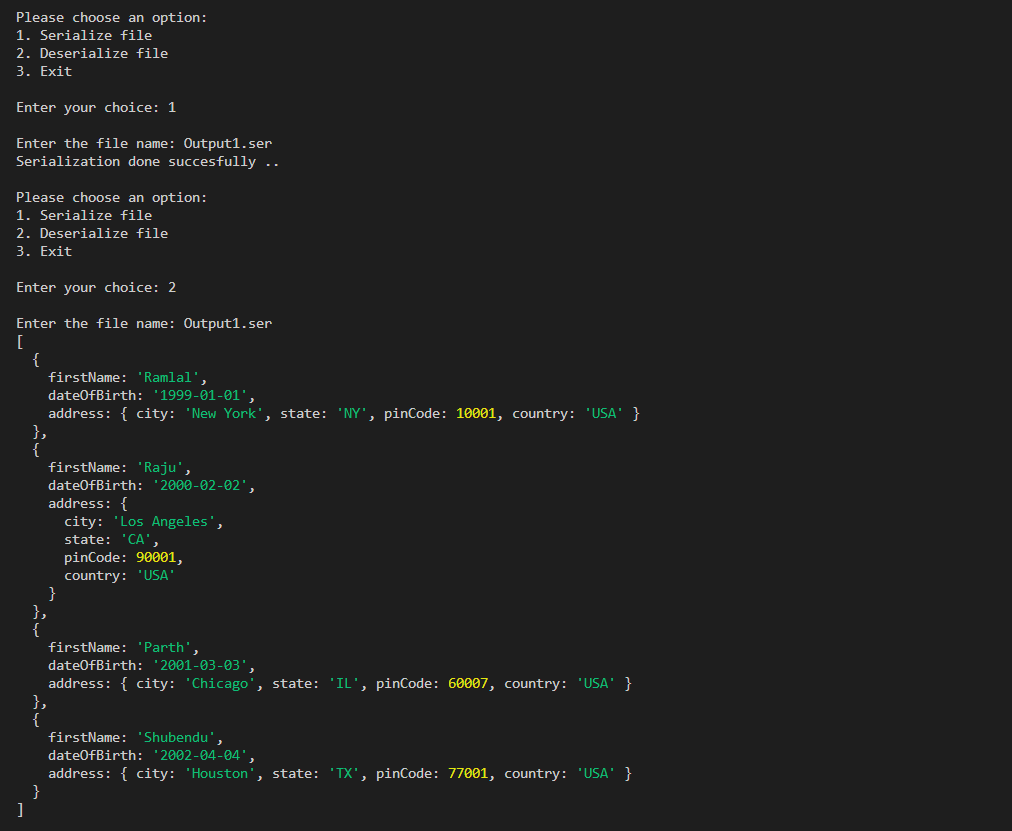 Please choose an option:
1. Serialize file
2. Deserialize file
3. Exit
Enter your choice: 1
Enter the file name: Output1.ser
Serialization done succesfully ..
Please choose an option:
1. Serialize file
2. Deserialize file
3. Exit
Enter your choice: 2
Enter the file name: Output1.ser
[
  {
    firstName: 'Ramlal',
    dateOfBirth: '1999-01-01',
    address: { city: 'New York', state: 'NY', pinCode: 10001, country: 'USA' }
  },
  {
    firstName: 'Raju',
    dateOfBirth: '2000-02-02',
    address: {
      city: 'Los Angeles',
      state: 'CA',
      pinCode: 90001,
      country: 'USA'
    }
  },
  {
    firstName: 'Parth',
    dateOfBirth: '2001-03-03',
    address: { city: 'Chicago', state: 'IL', pinCode: 60007, country: 'USA' }
  },
  {
    firstName: 'Shubendu',
    dateOfBirth: '2002-04-04',
    address: { city: 'Houston', state: 'TX', pinCode: 77001, country: 'USA' }
  }
]